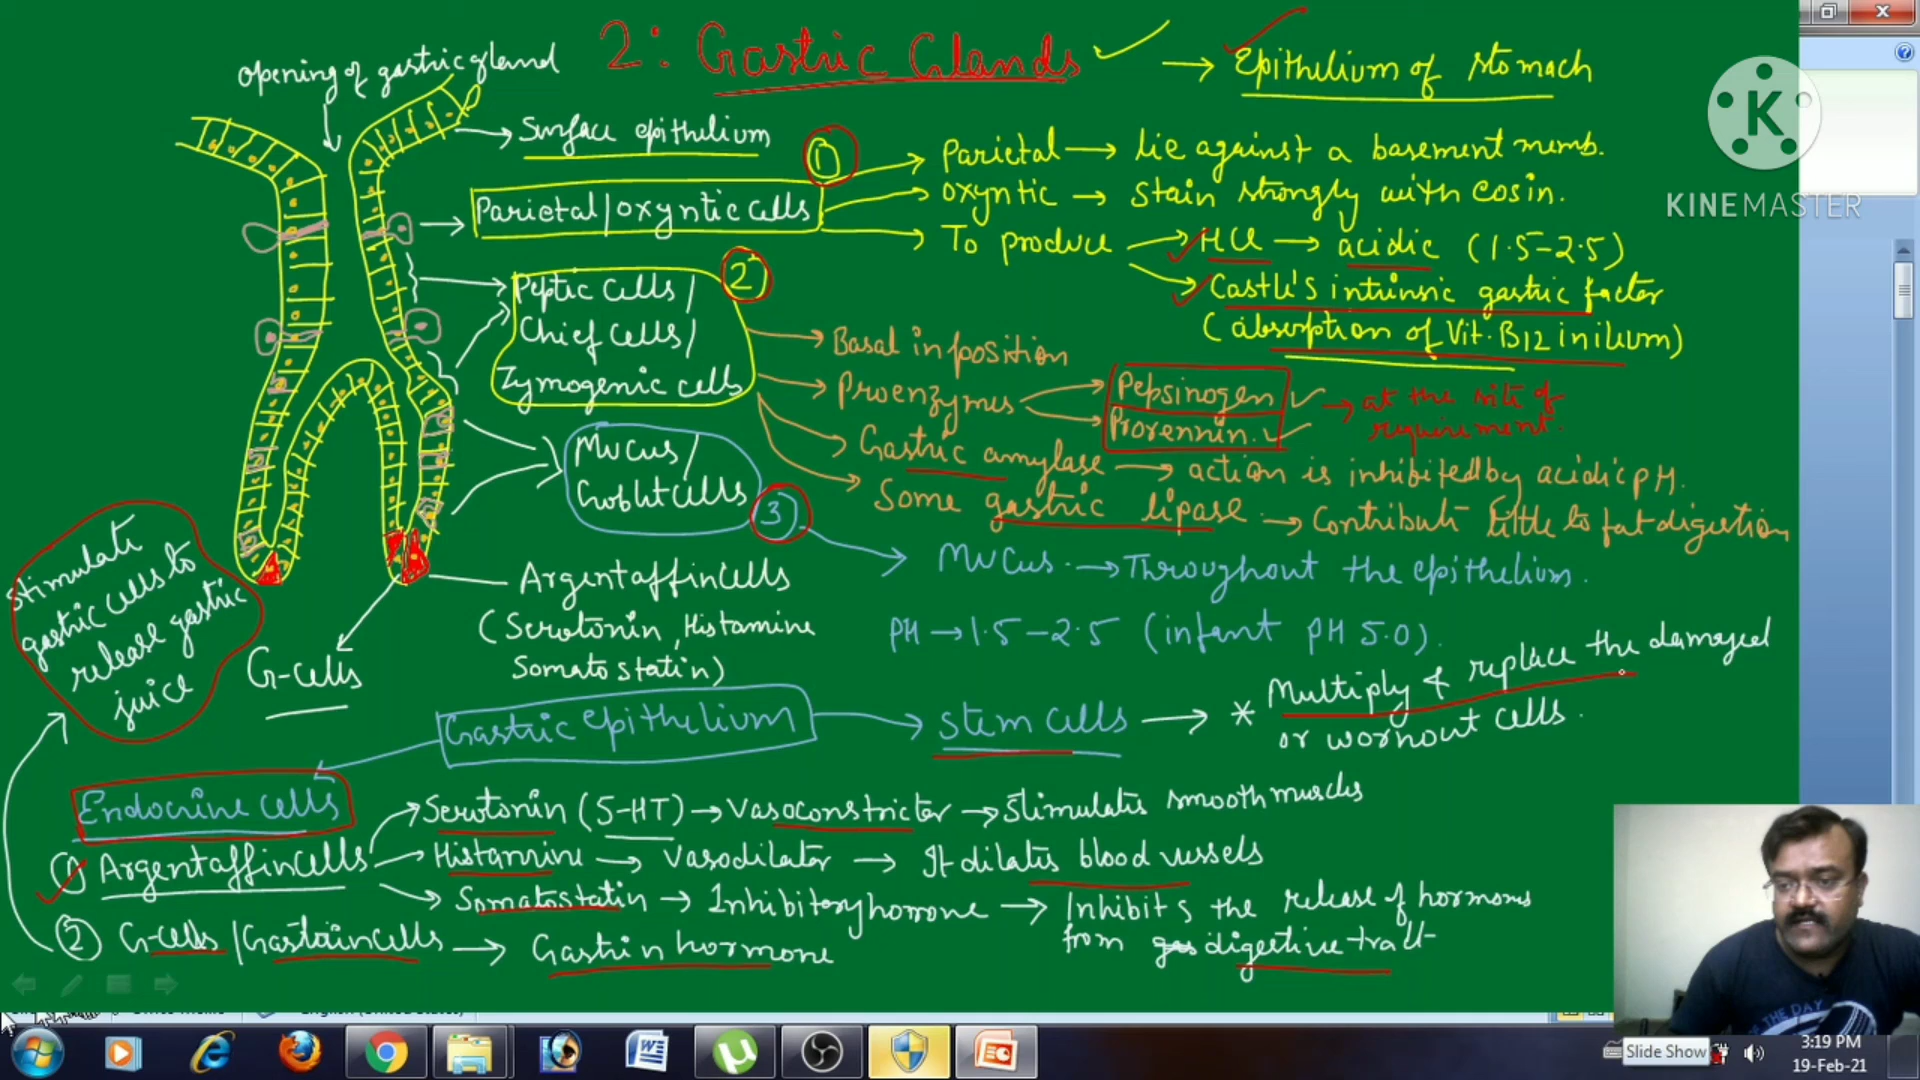 2: Gastric Glands → Epithelium of stomach
opening of gastric gland
Surface epithelium
Parietal/oxyntic cells
1
Parietal → Lie against a basement memb.
oxyntic → stain strongly with eosin.
To produce → HCl → acidic (1.5-2.5)
Castle's intrinsic gastric factor
(absorption of Vit. B12 in ileum)
Peptic cells/
Chief cells/
Zymogenic cells
2
Basal in position
Proenzymes
Pepsinogen
Prorennin.
→ at the site of
requirement.
Gastric amylase → action is inhibited by acidic pH.
Some gastric lipase. → Contribute little to fat digestion
Mucus/
Goblet cells
3
Mucus. → Throughout the epithelium.
PH → 1.5-2.5 (infant PH 5.0).
Argentaffin cells
(Serotonin, Histamine
Somatostatin)
G-cells
Stimulate
gastric cells to
release gastric
juice
Gastric epithelium → Stem cells → * Multiply & replace the damaged
or wornout cells.
Endocrine cells
1 Argentaffin cells
Serotonin (5-HT) → Vasoconstrictor → Stimulates smooth muscles
Histamine → Vasodilator → It dilates blood vessels
Somatostatin → Inhibitory hormone → Inhibits the release of hormones
from digestive tract
2 G-cells/Gastrin cells → Gastrin hormone
K
KINEMASTER
THE DAY
Slide Show
3:19 PM
19-Feb-21